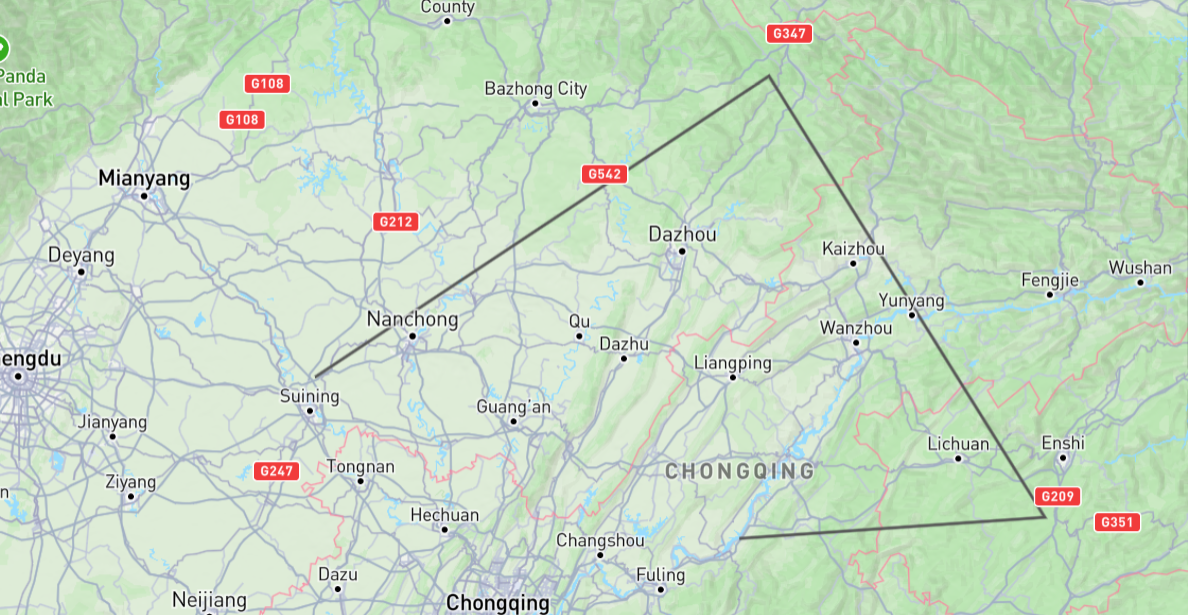 County
G347
Panda
al Park
G108
Bazhong City
G108
Mianyang
G542
G212
Dazhou
Deyang
Kaizhou
Wushan
Fengjie
Yunyang
Nanchong
Qu
Wanzhou
Dazhu
engdu
Liangping
Suining
Guang'an
Jianyang
Lichuan
Enshi
Tongnan
G247
CHONGQING
Ziyang
n
G209
Hechuan
G351
Changshou
Dazu
Fuling
Neijiang
Chongqing